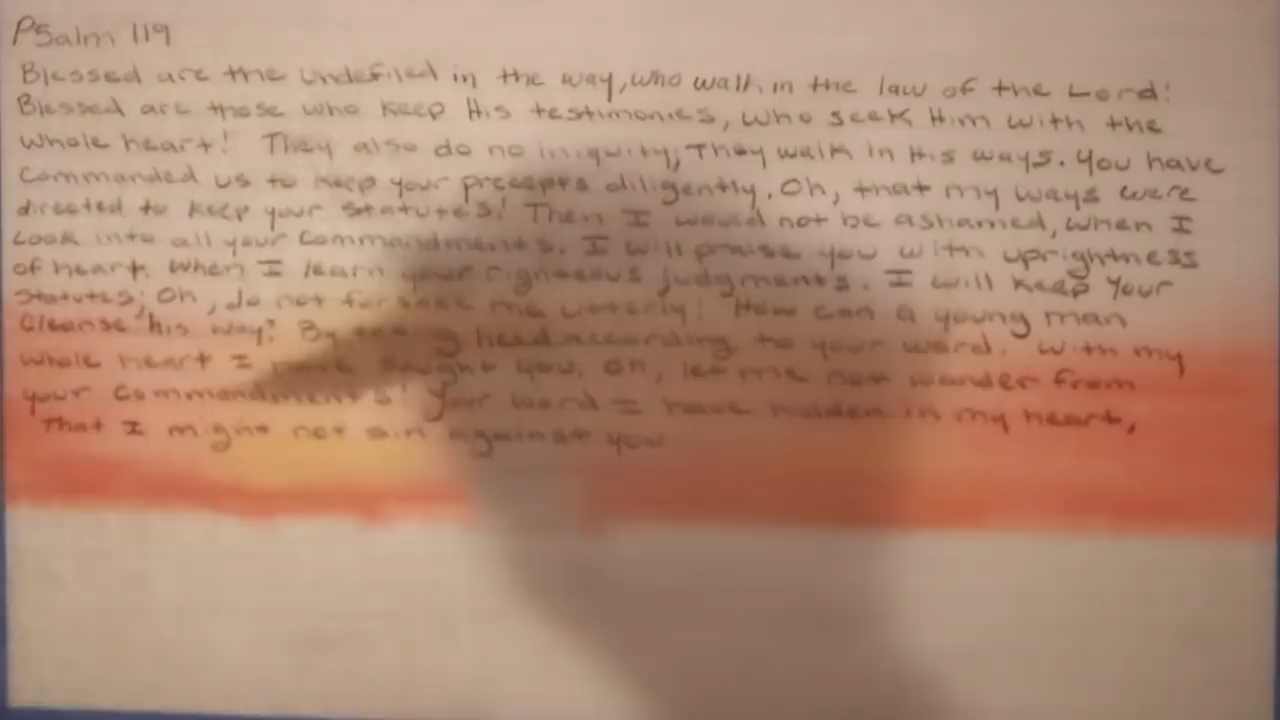 Psalm 119
Blessed are the undefiled in the way, who walk in the law of the Lord!
Blessed are those who keep His testimonies, who seek Him with the
whole heart! They also do no iniquity, They walk in His ways. You have
commanded us to keep your precepts diligently. Oh, that my ways were
directed to keep your statutes! Then I would not be ashamed, when I
Look into all your commandments. I will praise you with uprightness
of heart, when I learn your righteous judgments. I will keep Your
statutes; Oh, do not forsake me utterly! How can a young man
cleanse his way? By heed according to your word. With my
whole heart I have sought you, Oh, let me not wander from
your commandments! Your word I have hidden in my heart,
That I might not sin against you